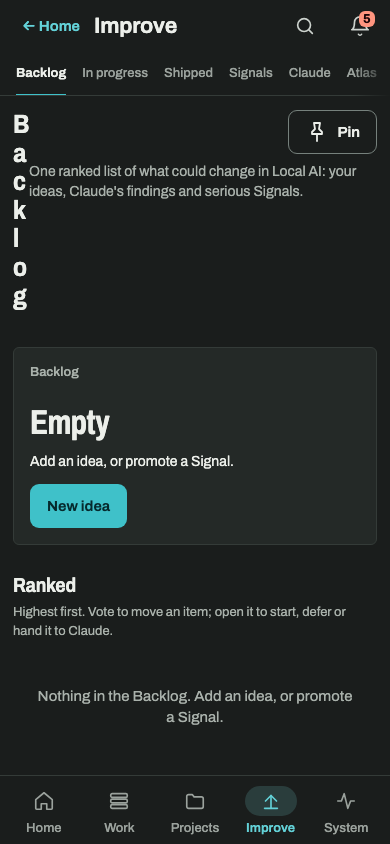 ← Home Improve 5
Backlog In progress Shipped Signals Claude Atlas
Backlog
Pin
One ranked list of what could change in Local AI: your
ideas, Claude's findings and serious Signals.
Backlog
Empty
Add an idea, or promote a Signal.
New idea
Ranked
Highest first. Vote to move an item; open it to start, defer or
hand it to Claude.
Nothing in the Backlog. Add an idea, or promote
a Signal.
Home Work Projects Improve System